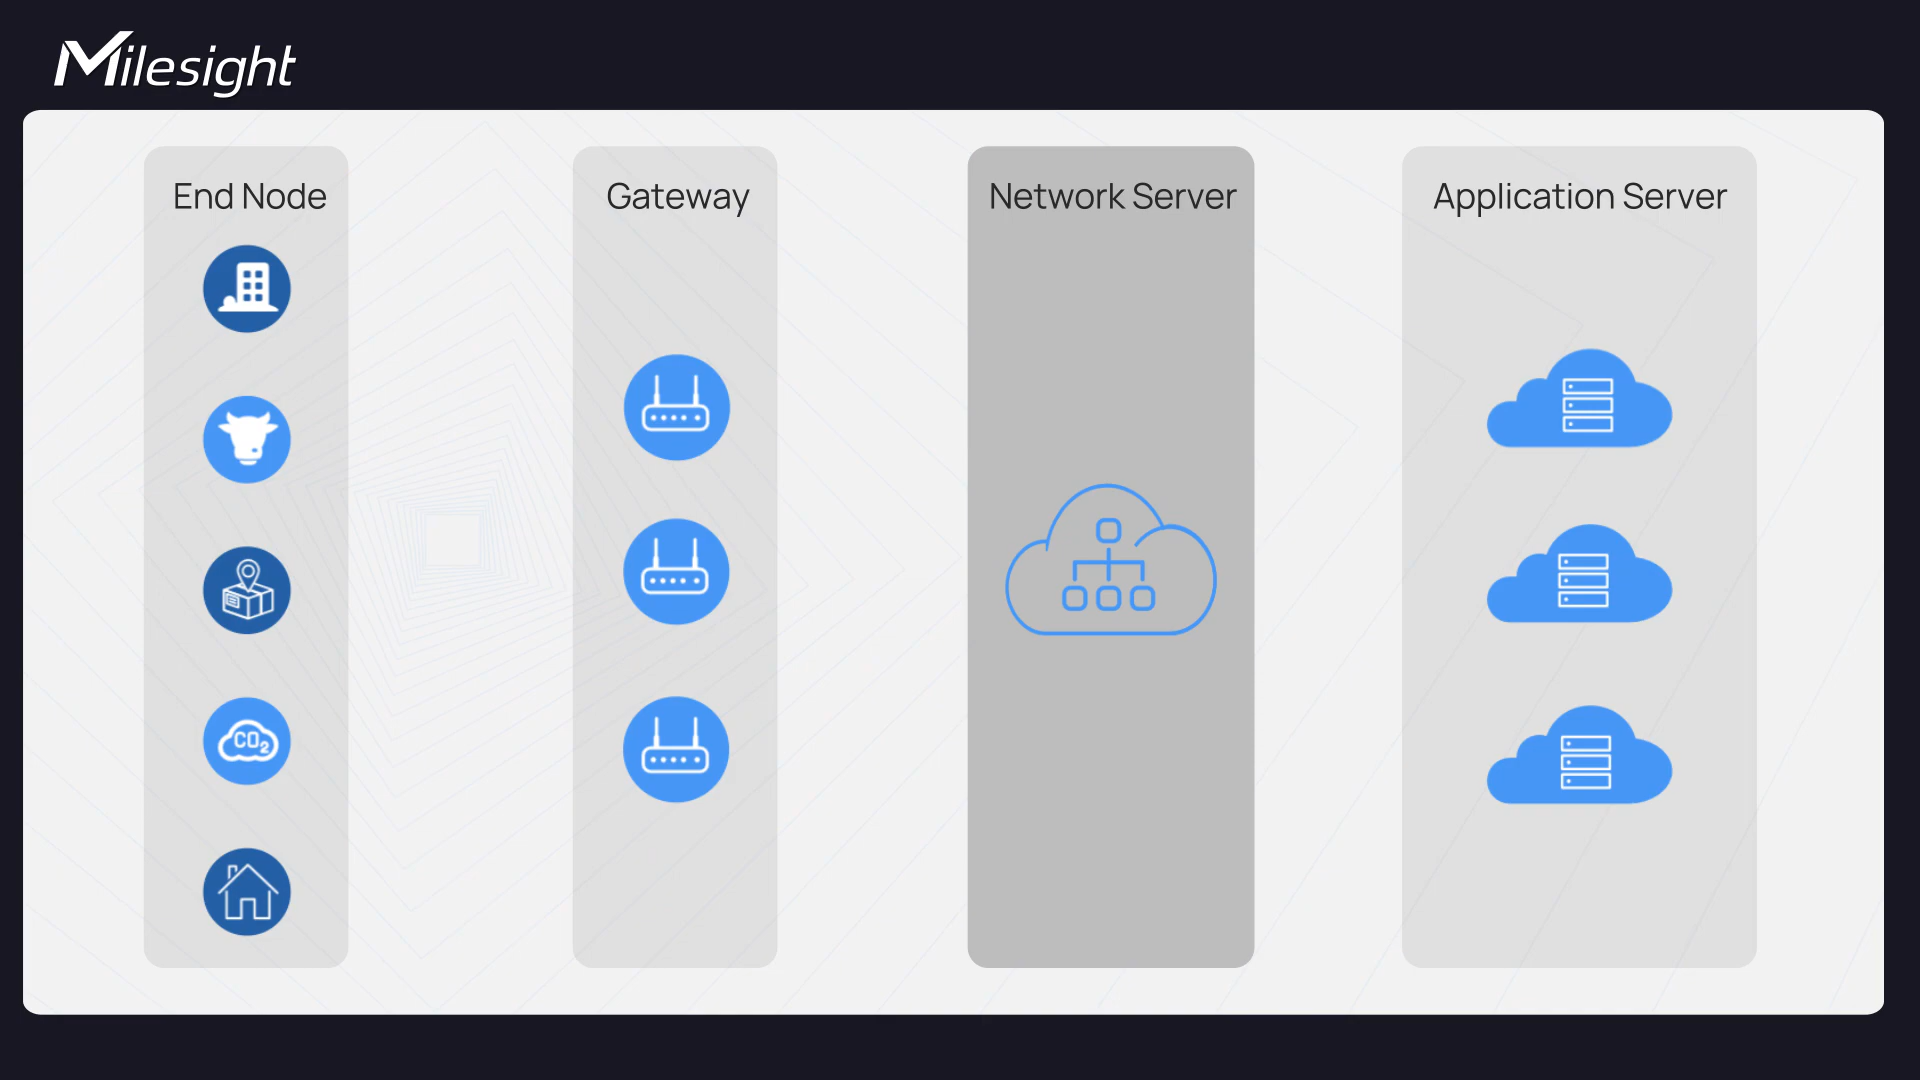 Milesight
End Node
Gateway
Network Server
Application Server
CO2